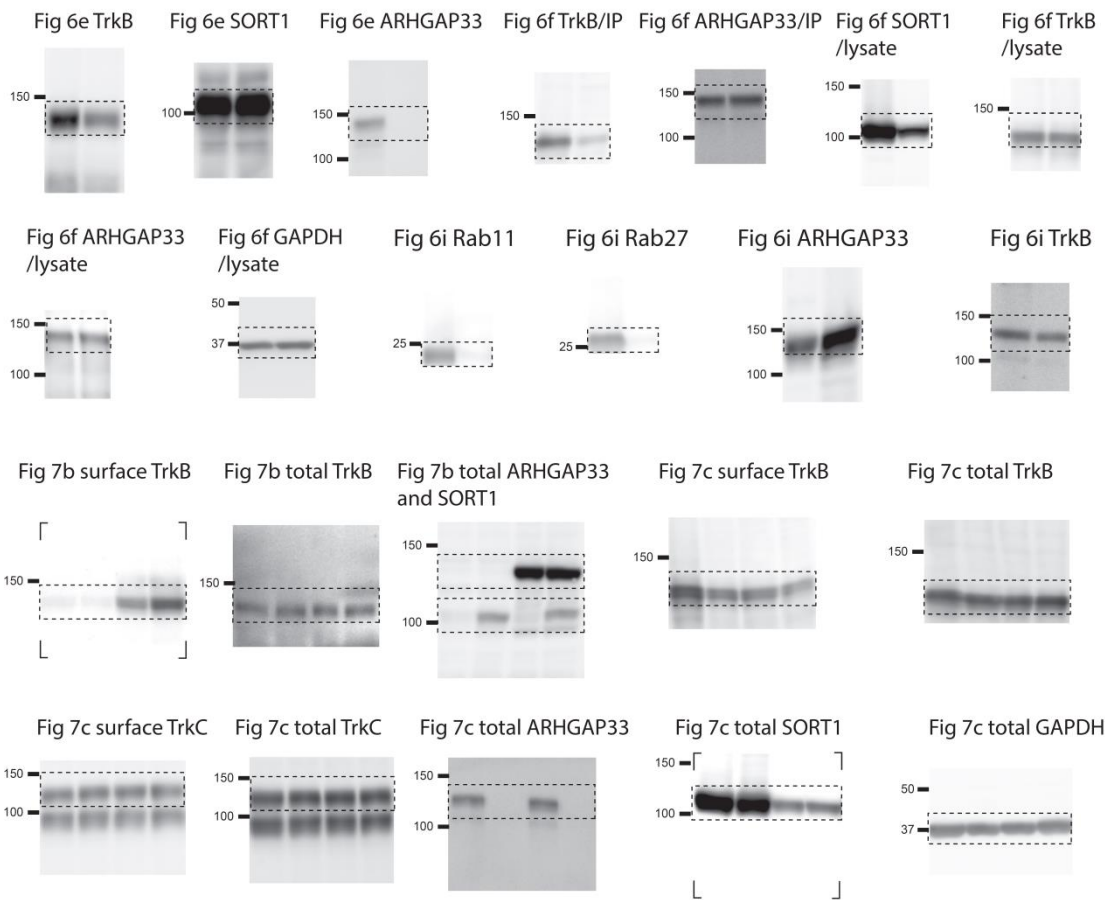 Fig 6e TrkB
Fig 6e SORT1
Fig 6e ARHGAP33
Fig 6f TrkB/IP
Fig 6f ARHGAP33/IP
Fig 6f SORT1
/lysate
Fig 6f TrkB
/lysate
150
100
150
100
150
150
100
150
100
150
Fig 6f ARHGAP33
/lysate
Fig 6f GAPDH
/lysate
Fig 6i Rab11
Fig 6i Rab27
Fig 6i ARHGAP33
Fig 6i TrkB
150
100
50
37
25
25
150
100
150
100
Fig 7b surface TrkB
Fig 7b total TrkB
Fig 7b total ARHGAP33
and SORT1
Fig 7c surface TrkB
Fig 7c total TrkB
150
150
150
100
150
150
Fig 7c surface TrkC
Fig 7c total TrkC
Fig 7c total ARHGAP33
Fig 7c total SORT1
Fig 7c total GAPDH
150
100
150
100
150
100
150
100
50
37